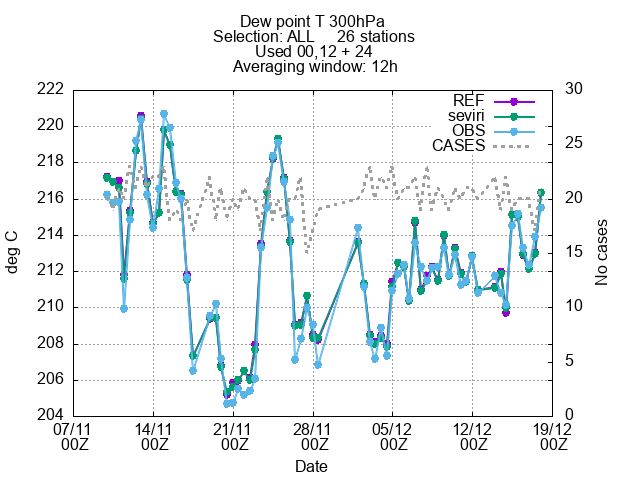 Dew point T 300hPa
Selection: ALL 26 stations
Used 00,12 + 24
Averaging window: 12h
REF
seviri
OBS
CASES
deg C
222
220
218
216
214
212
210
208
206
204
30
25
20
15
10
5
0
No cases
07/11 14/11 21/11 28/11 05/12 12/12 19/12
00Z 00Z 00Z 00Z 00Z 00Z 00Z
Date